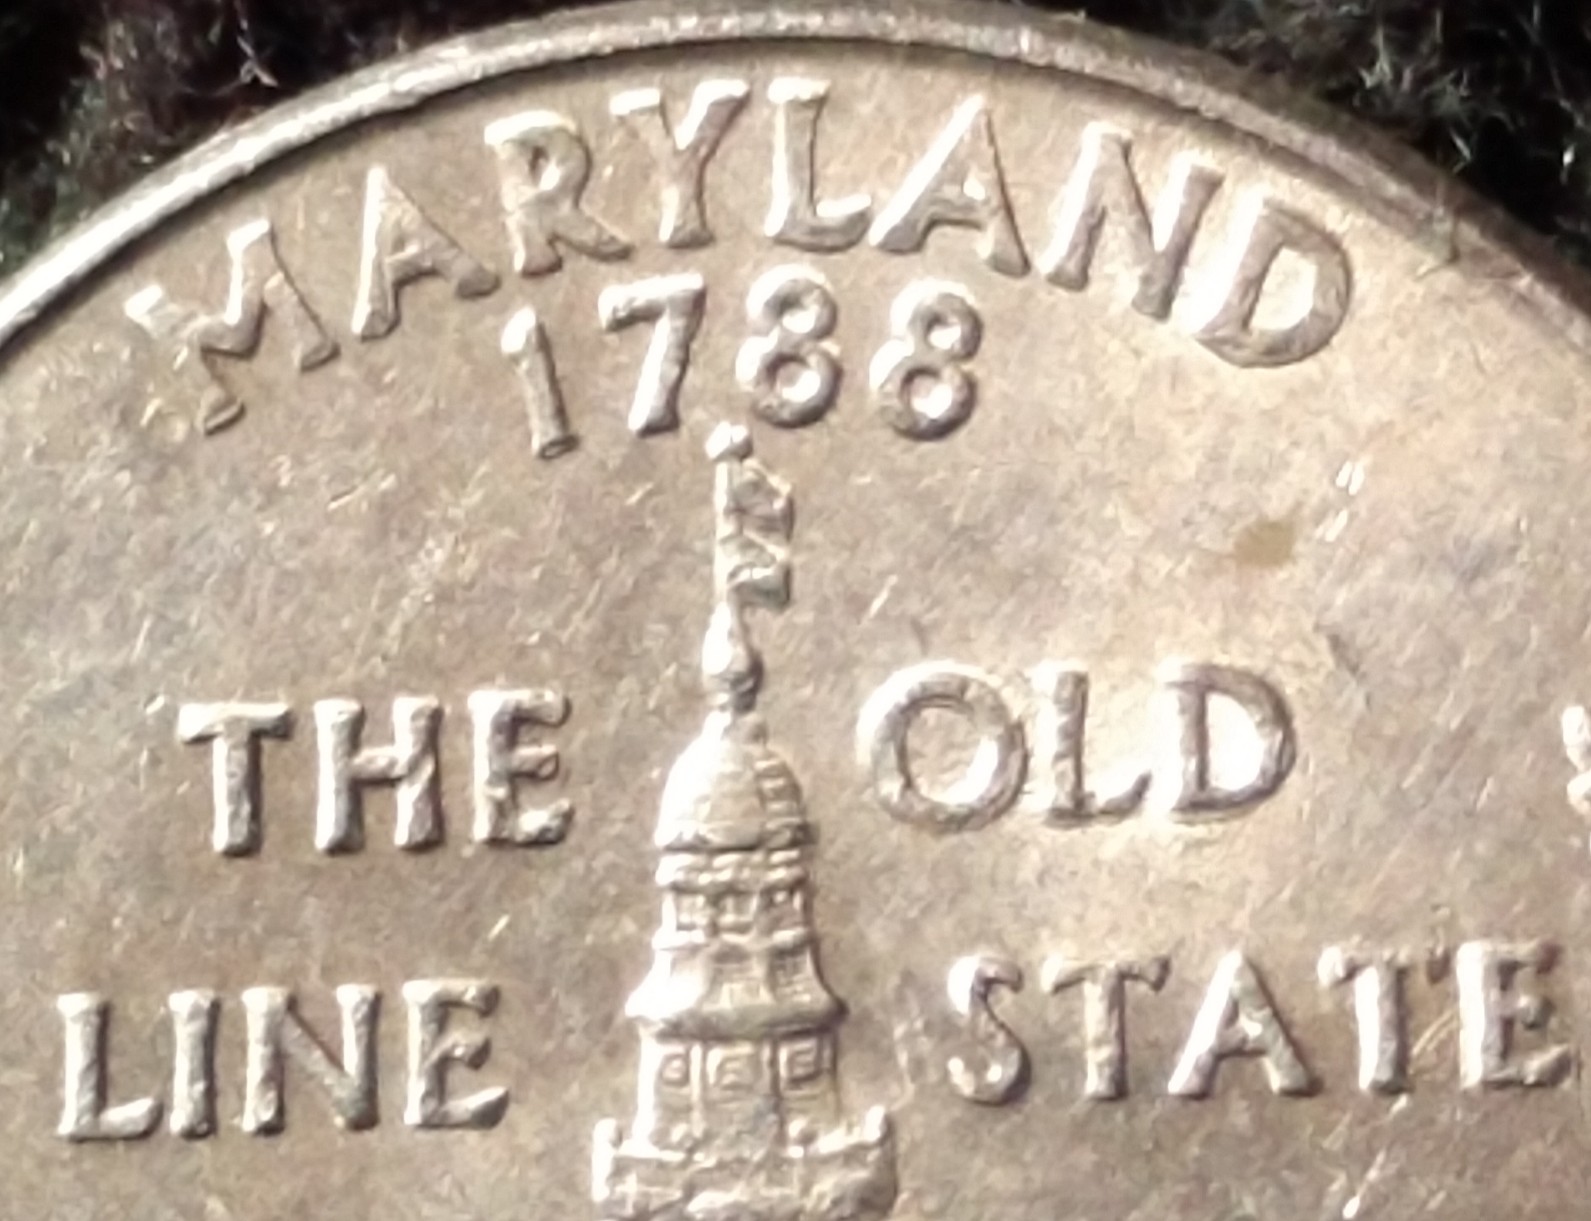 MARYLAND
1788
THE OLD
LINE STATE